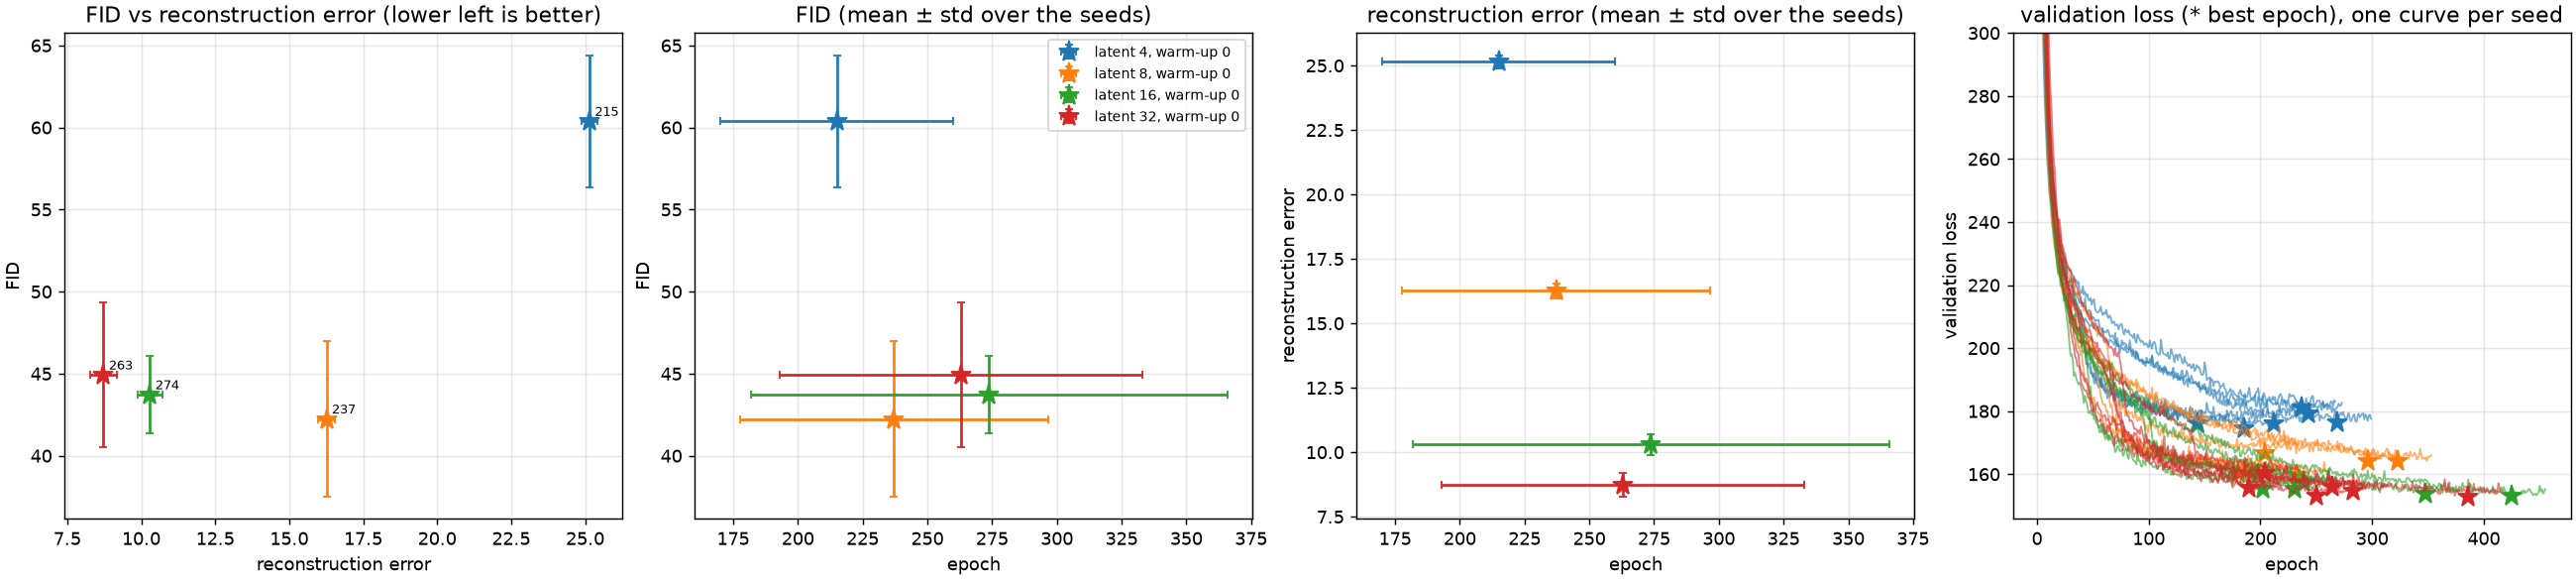 FID vs reconstruction error (lower left is better)
65
60
55
50
45
40
FID
7.5 10.0 12.5 15.0 17.5 20.0 22.5 25.0
reconstruction error
215
263
274
237
FID (mean ± std over the seeds)
65
60
55
50
45
40
FID
175 200 225 250 275 300 325 350 375
epoch
latent 4, warm-up 0
latent 8, warm-up 0
latent 16, warm-up 0
latent 32, warm-up 0
reconstruction error (mean ± std over the seeds)
25.0
22.5
20.0
17.5
15.0
12.5
10.0
7.5
reconstruction error
175 200 225 250 275 300 325 350 375
epoch
validation loss (* best epoch), one curve per seed
300
280
260
240
220
200
180
160
validation loss
0 100 200 300 400
epoch